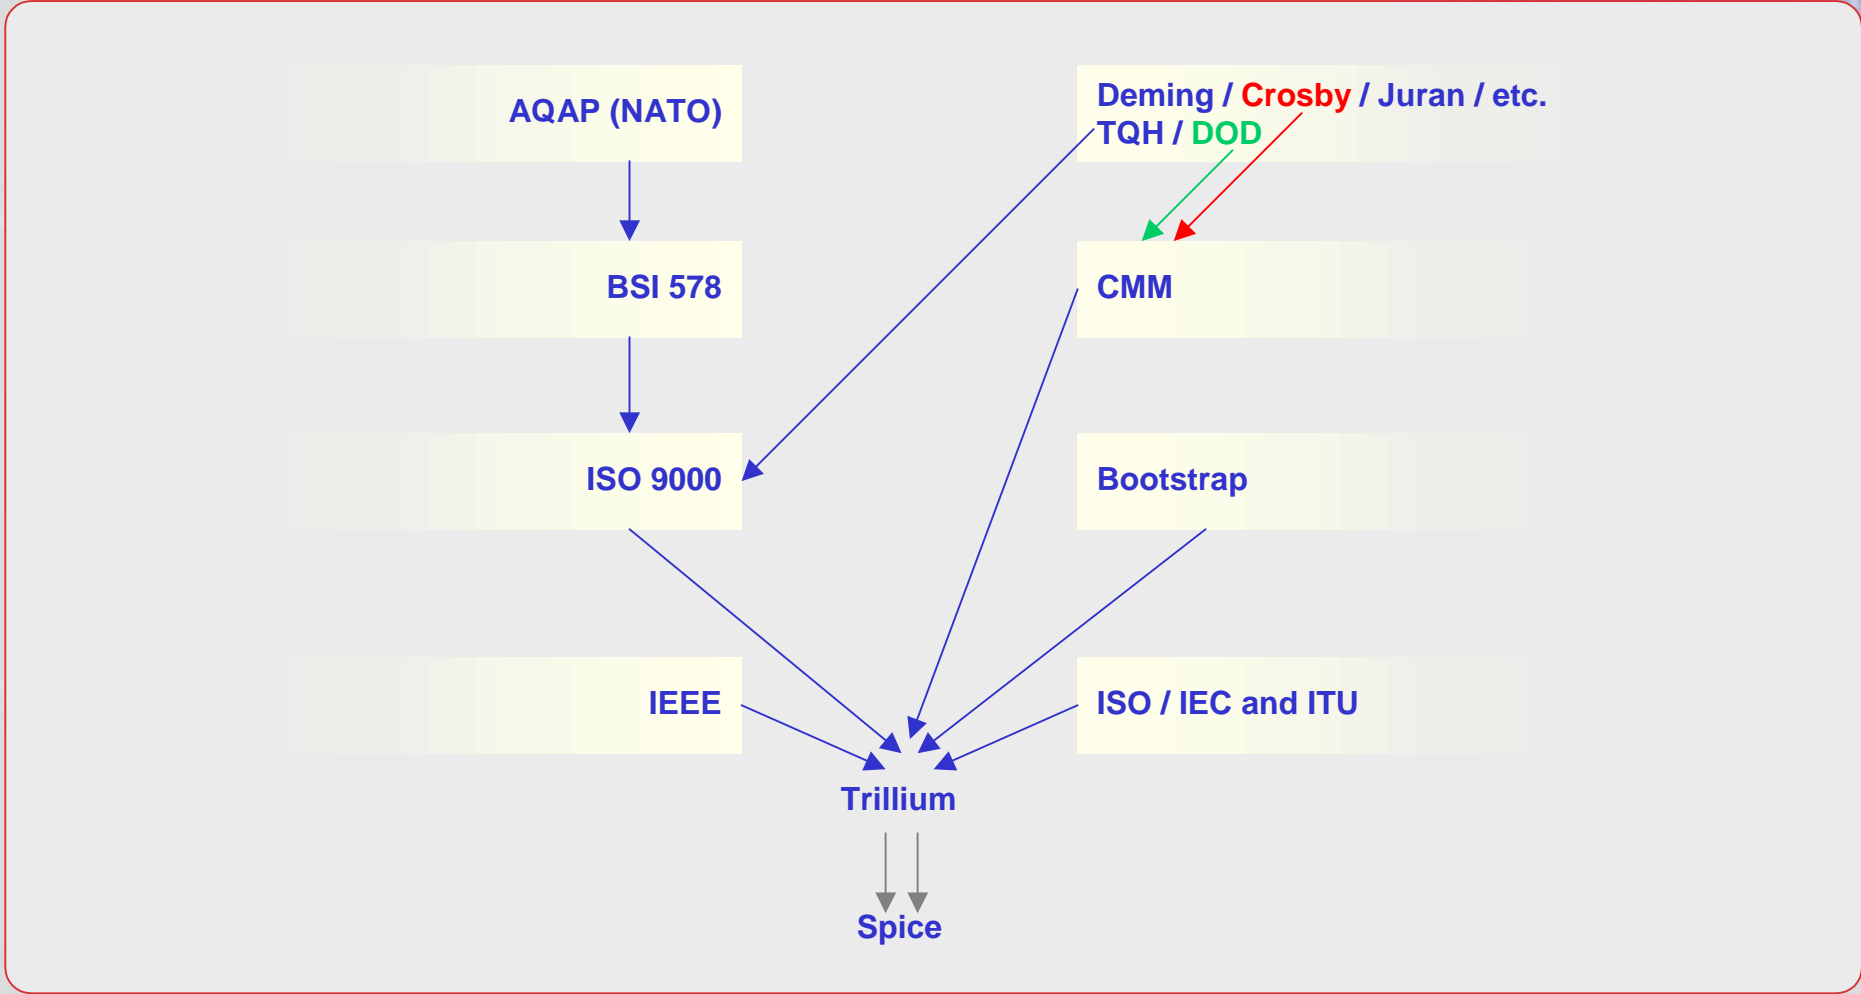 AQAP (NATO)
Deming / Crosby / Juran / etc.
TQH / DOD
BSI 578
CMM
ISO 9000
Bootstrap
IEEE
ISO / IEC and ITU
Trillium
Spice